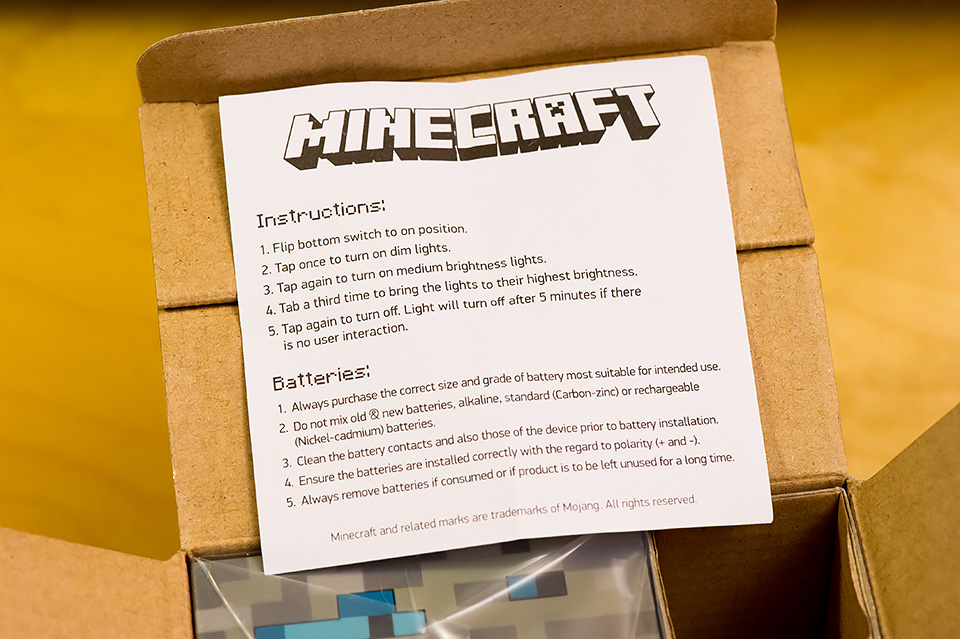 MINECRAFT
Instructions:
1. Flip bottom switch to on position.
2. Tap once to turn on dim lights.
3. Tap again to turn on medium brightness lights.
4. Tab a third time to bring the lights to their highest brightness.
5. Tap again to turn off. Light will turn off after 5 minutes if there
is no user interaction.
Batteries:
1. Always purchase the correct size and grade of battery most suitable for intended use.
2. Do not mix old & new batteries, alkaline, standard (Carbon-zinc) or rechargeable
(Nickel-cadmium) batteries.
3. Clean the battery contacts and also those of the device prior to battery installation.
4. Ensure the batteries are installed correctly with the regard to polarity (+ and -).
5. Always remove batteries if consumed or if product is to be left unused for a long time.
Minecraft and related marks are trademarks of Mojang. All rights reserved.